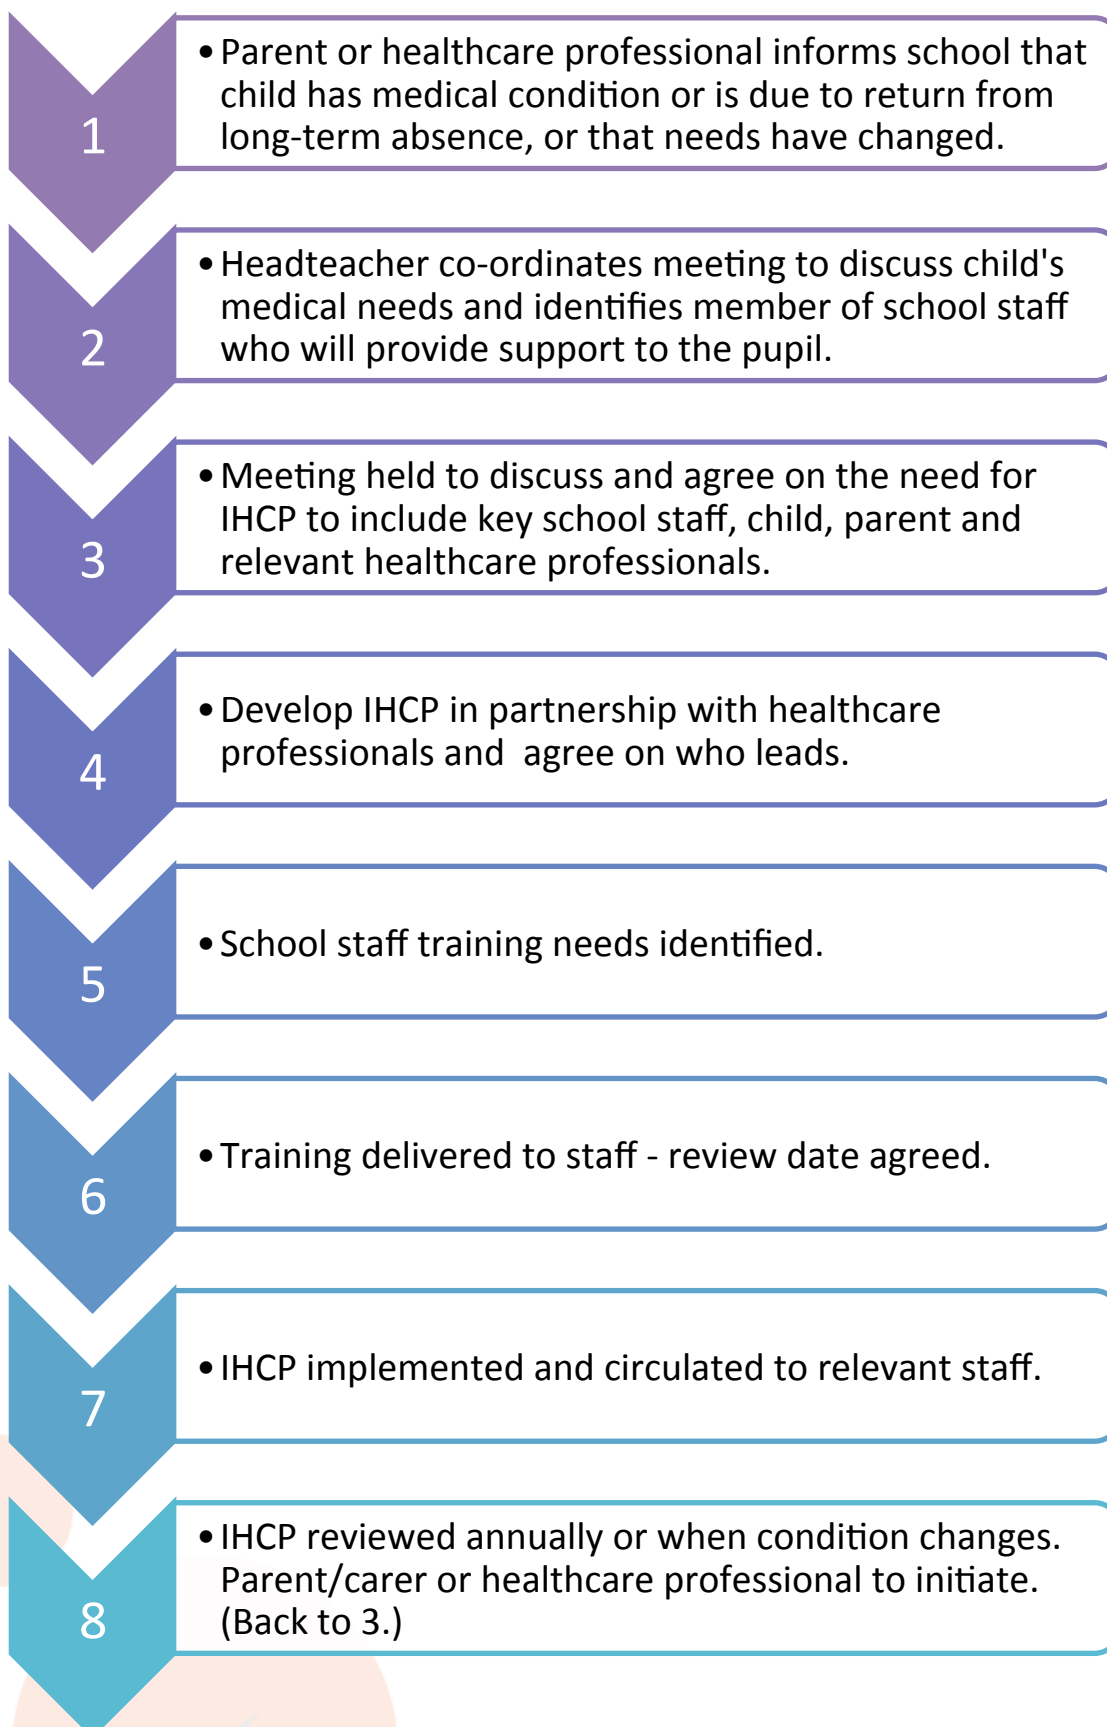 1
• Parent or healthcare professional informs school that
child has medical condition or is due to return from
long-term absence, or that needs have changed.
2
• Headteacher co-ordinates meeting to discuss child's
medical needs and identifies member of school staff
who will provide support to the pupil.
3
• Meeting held to discuss and agree on the need for
IHCP to include key school staff, child, parent and
relevant healthcare professionals.
4
• Develop IHCP in partnership with healthcare
professionals and  agree on who leads.
5
• School staff training needs identified.
6
• Training delivered to staff - review date agreed.
7
• IHCP implemented and circulated to relevant staff.
8
• IHCP reviewed annually or when condition changes.
Parent/carer or healthcare professional to initiate.
(Back to 3.)